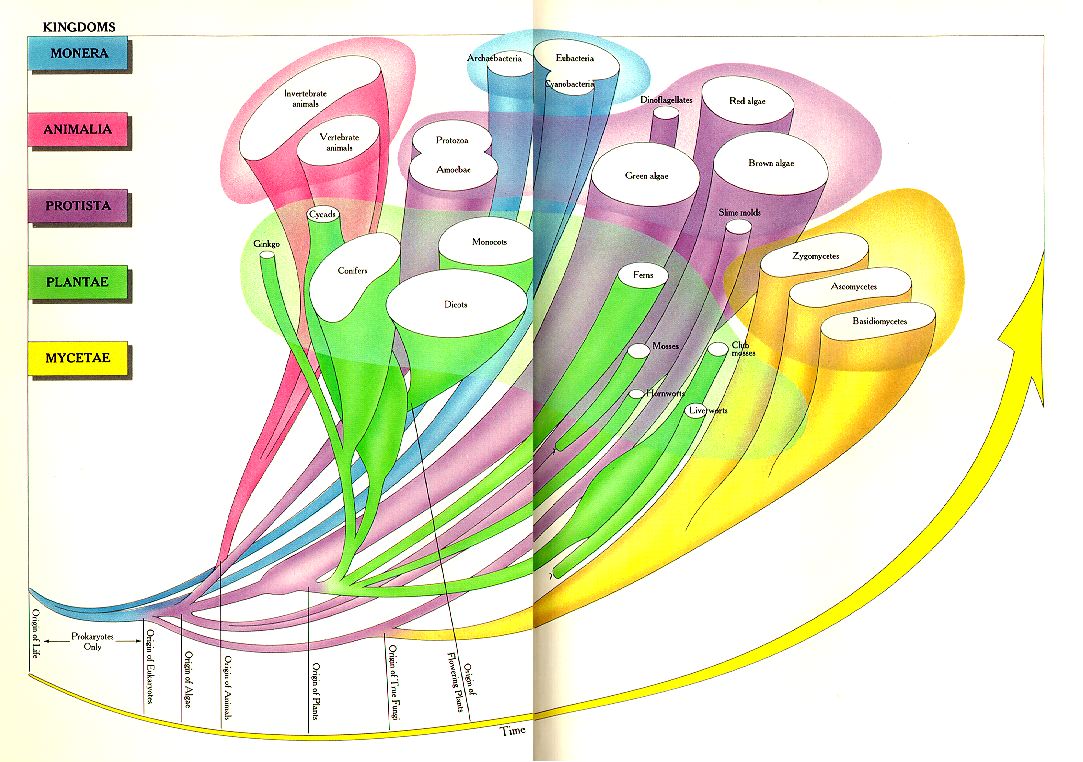 KINGDOMS
MONERA
ANIMALIA
PROTISTA
PLANTAE
MYCETAE
Invertebrate
animals
Vertebrate
animals
Archaebacteria
Eubacteria
Cyanobacteria
Protozoa
Amoebae
Dinoflagellates
Red algae
Green algae
Brown algae
Slime molds
Cycads
Ginkgo
Conifers
Monocots
Dicots
Ferns
Mosses
Club
mosses
Hornworts
Liverworts
Zygomycetes
Ascomycetes
Basidiomycetes
?
Origin of Life
Prokaryotes
Only
Origin of Eukaryotes
Origin of Algae
Origin of Animals
Origin of Plants
Origin of True Fungi
Origin of
Flowering Plants
Time